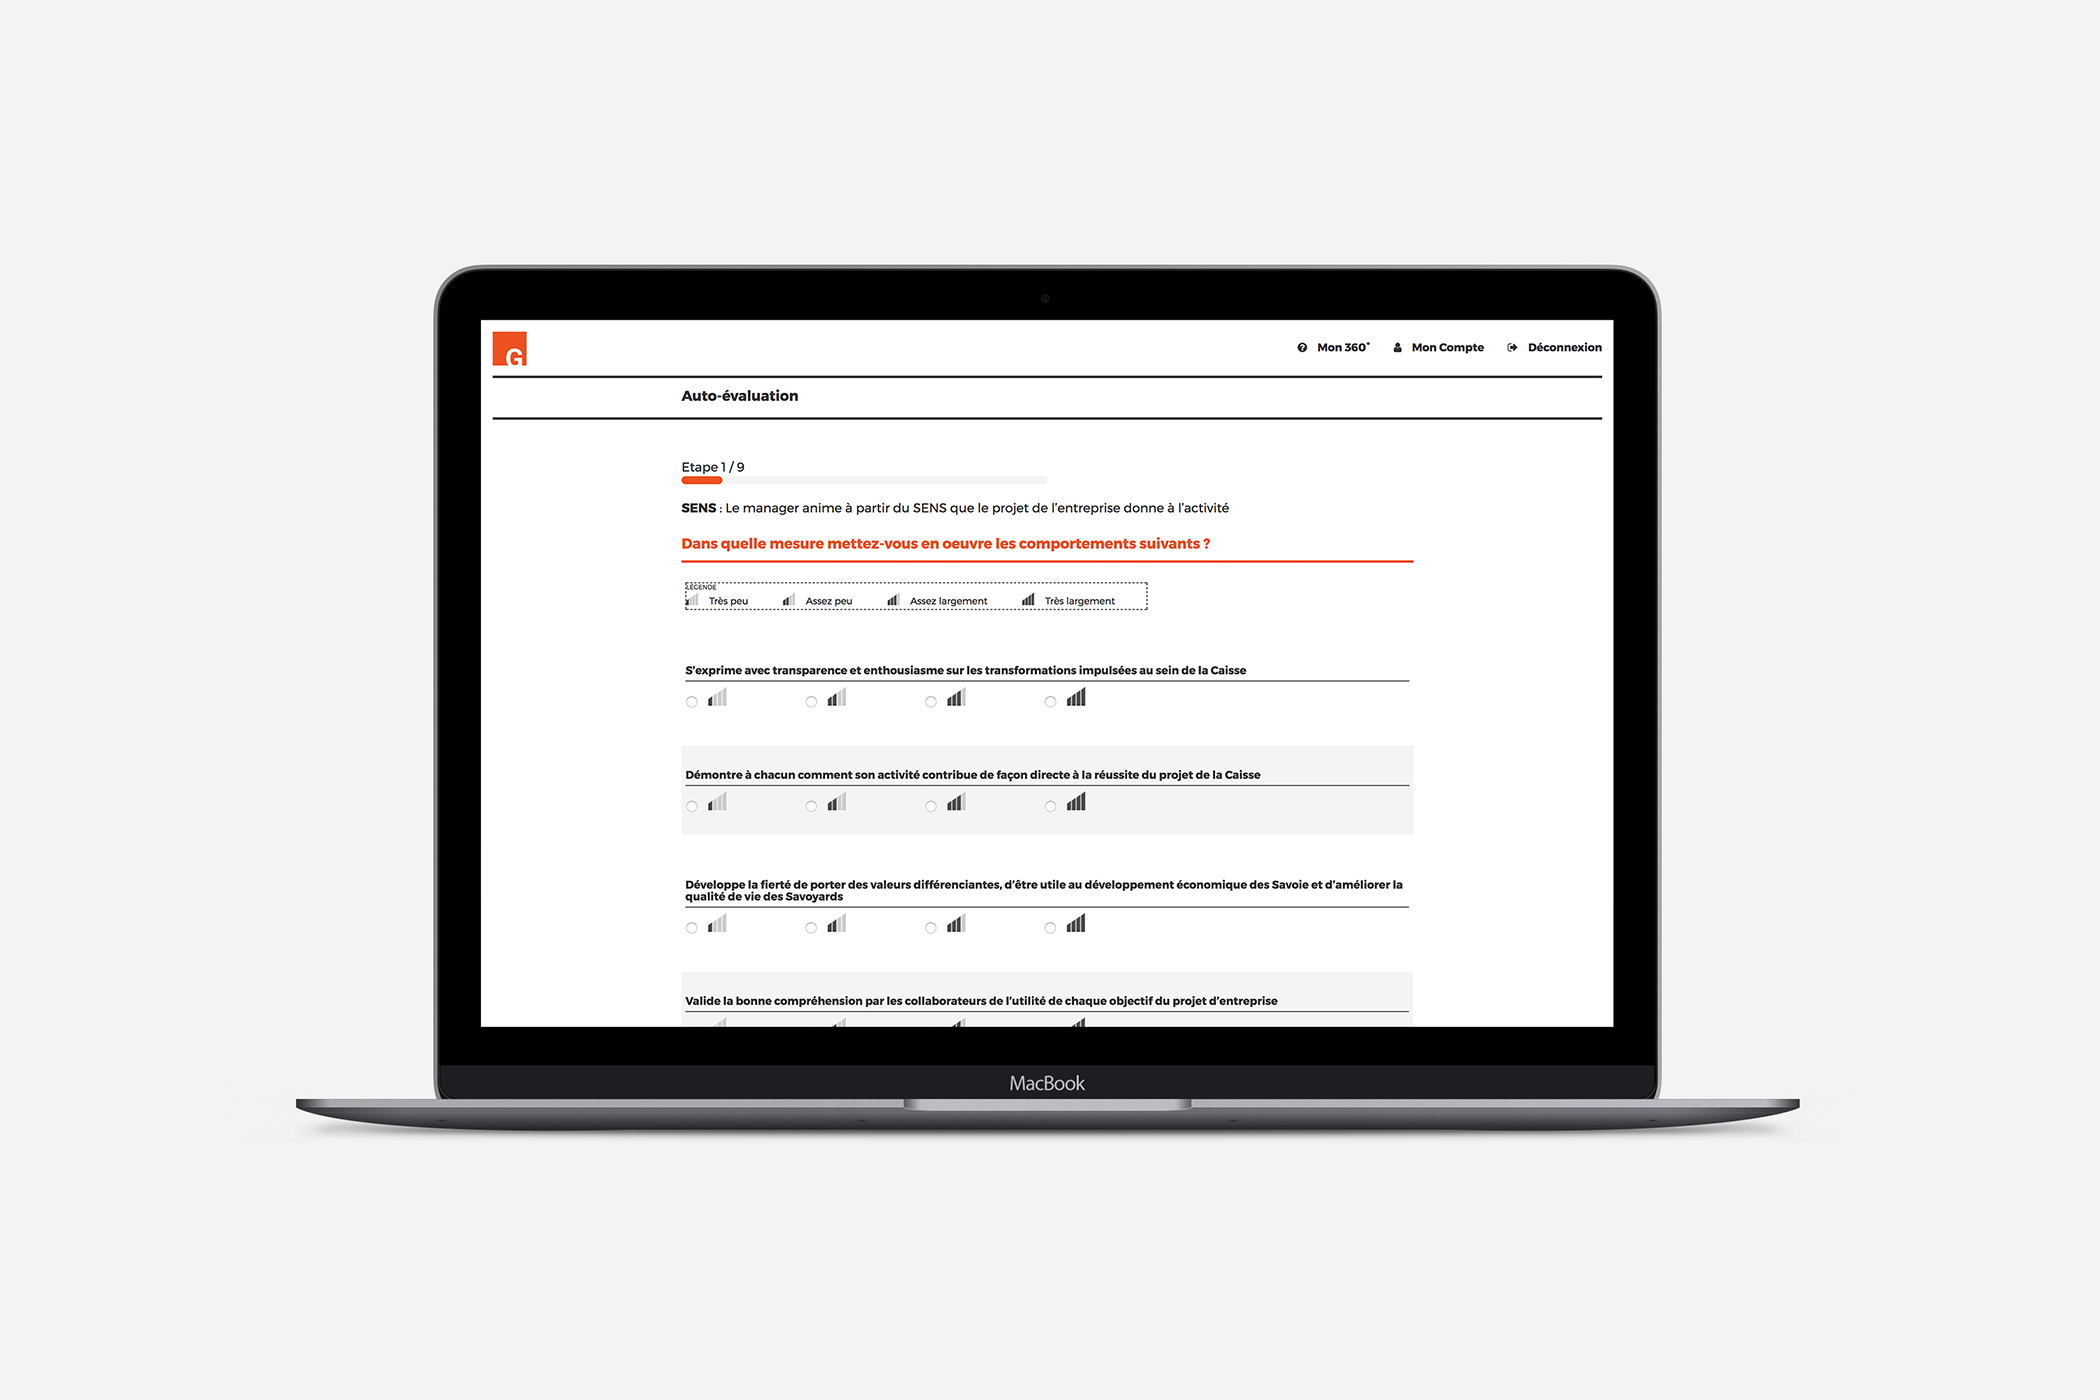 G
Mon 360°
Mon Compte
Déconnexion
Auto-évaluation
Etape 1 / 9
SENS : Le manager anime à partir du SENS que le projet de l'entreprise donne à l'activité
Dans quelle mesure mettez-vous en oeuvre les comportements suivants ?
LÉGENDE
Très peu
Assez peu
Assez largement
Très largement
S'exprime avec transparence et enthousiasme sur les transformations impulsées au sein de la Caisse
Démontre à chacun comment son activité contribue de façon directe à la réussite du projet de la Caisse
Développe la fierté de porter des valeurs différenciantes, d'être utile au développement économique des Savoie et d'améliorer la
qualité de vie des Savoyards
Valide la bonne compréhension par les collaborateurs de l'utilité de chaque objectif du projet d'entreprise
MacBook